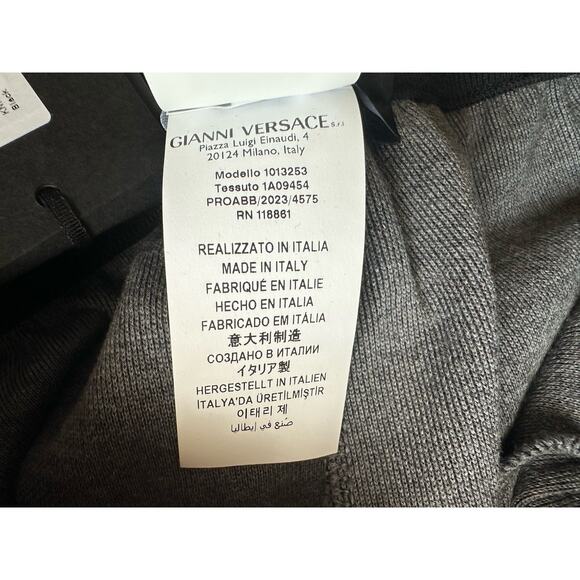 Black
GIANNI VERSACE S.r.l.
Piazza Luigi Einaudi, 4
20124 Milano, Italy
Modello 1013253
Tessuto 1A09454
PROABB/2023/4575
RN 118861
REALIZZATO IN ITALIA
MADE IN ITALY
FABRIQUÉ EN ITALIE
HECHO EN ITALIA
FABRICADO EM ITÁLIA
意大利制造
СОЗДАНО В ИТАЛИИ
イタリア製
HERGESTELLT IN ITALIEN
İTALYA'DA ÜRETİLMİŞTİR
이태리 제
صُنع في إيطاليا